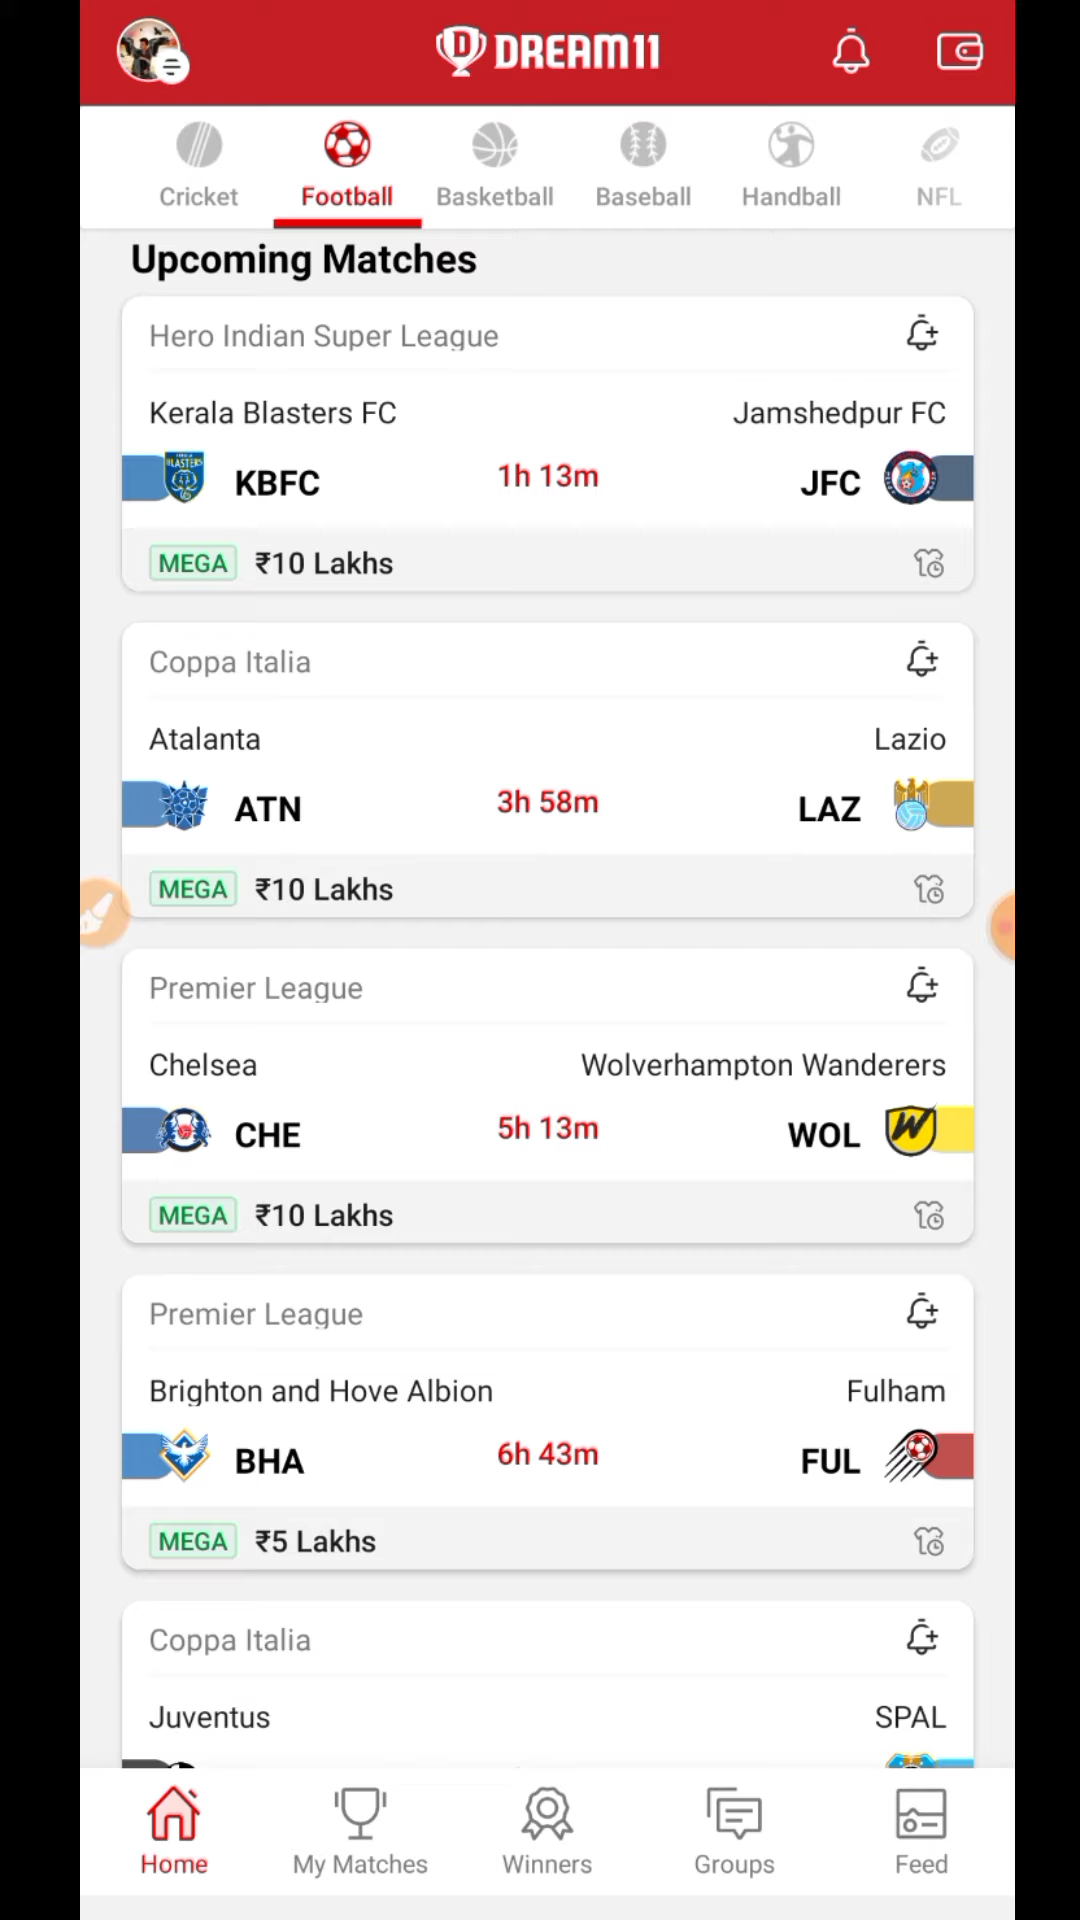 DREAM11
Cricket Football Basketball Baseball Handball NFL
Upcoming Matches
Hero Indian Super League
Kerala Blasters FC Jamshedpur FC
KBFC 1h 13m JFC
MEGA ₹10 Lakhs
Coppa Italia
Atalanta Lazio
ATN 3h 58m LAZ
MEGA ₹10 Lakhs
Premier League
Chelsea Wolverhampton Wanderers
CHE 5h 13m WOL
MEGA ₹10 Lakhs
Premier League
Brighton and Hove Albion Fulham
BHA 6h 43m FUL
MEGA ₹5 Lakhs
Coppa Italia
Juventus SPAL
Home My Matches Winners Groups Feed